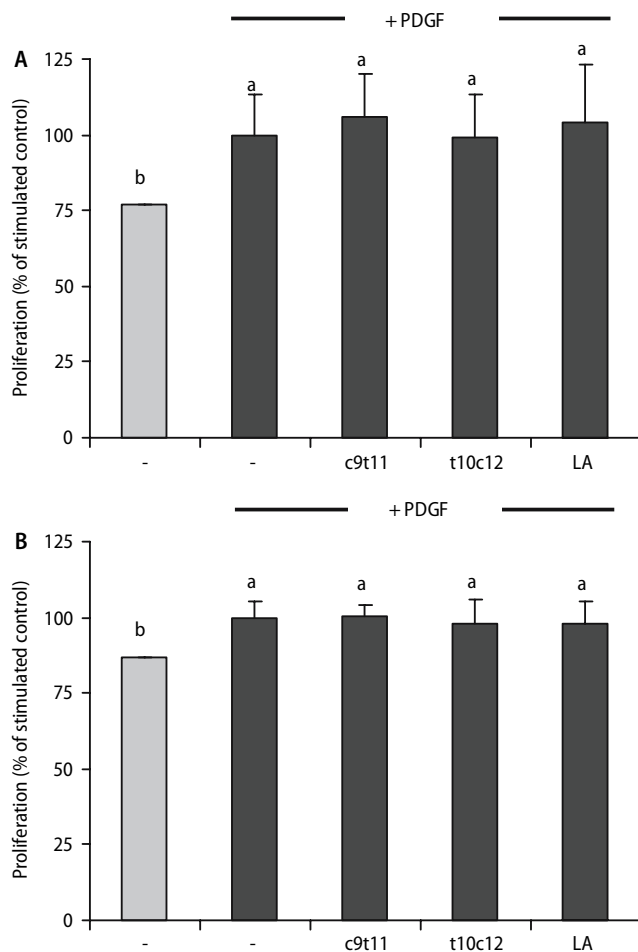 + PDGF
A
125
a
a
a
a
100
b
75
50
25
0
Proliferation (% of stimulated control)
- - c9t11 t10c12 LA
+ PDGF
B
125
a
a
a
a
100
b
75
50
25
0
Proliferation (% of stimulated control)
- - c9t11 t10c12 LA